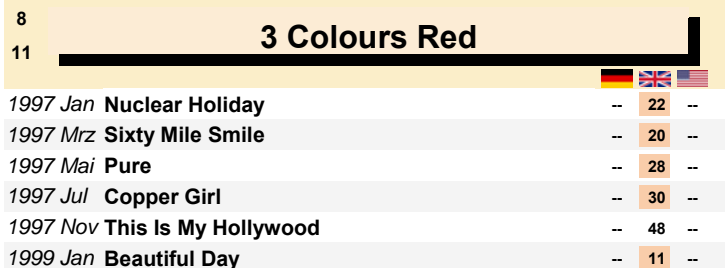 8
3 Colours Red
11
1997 Jan Nuclear Holiday -- 22 --
1997 Mrz Sixty Mile Smile -- 20 --
1997 Mai Pure -- 28 --
1997 Jul Copper Girl -- 30 --
1997 Nov This Is My Hollywood -- 48 --
1999 Jan Beautiful Day -- 11 --